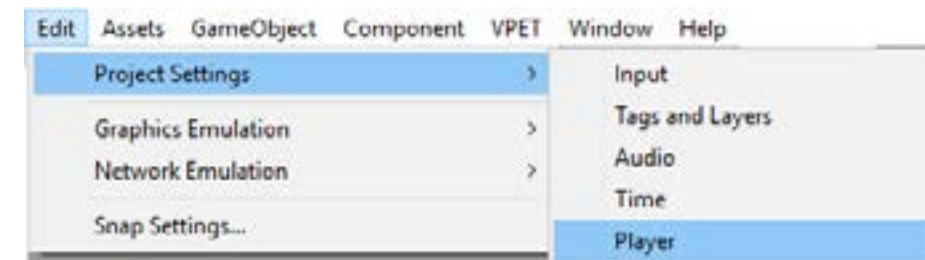 Edit Assets GameObject Component VPET Window Help
Project Settings
Graphics Emulation
Network Emulation
Snap Settings...
Input
Tags and Layers
Audio
Time
Player